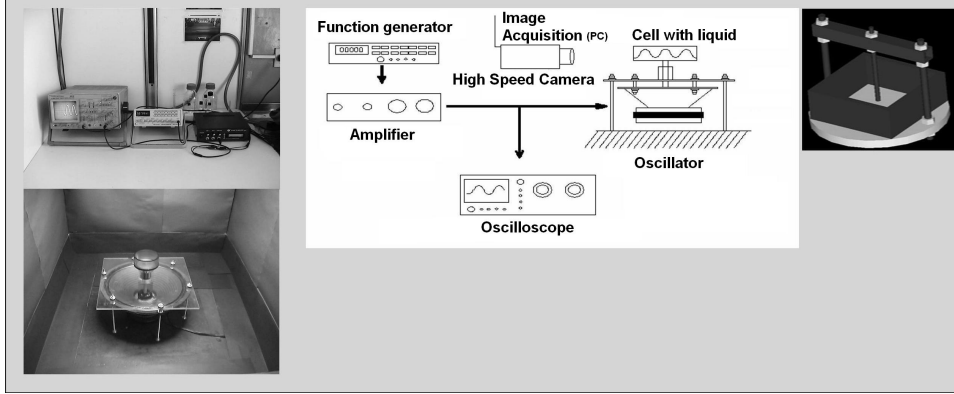 Function generator
00000
Image
Acquisition (PC)
High Speed Camera
Cell with liquid
Amplifier
Oscillator
Oscilloscope